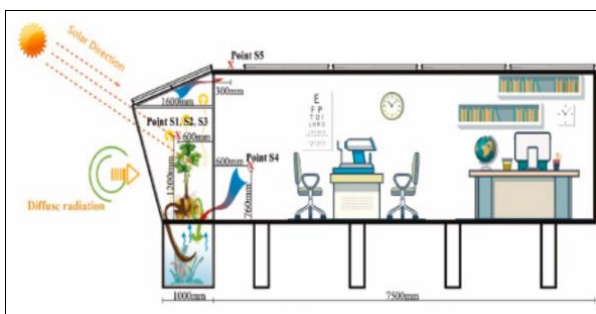 Solar Direction
Point S5
300mm
1600mm
Point S1, S2, S3
600mm
1200mm
600mm
Point S4
760mm
Diffuse radiation
E
F P
T O I
1000mm
7500mm